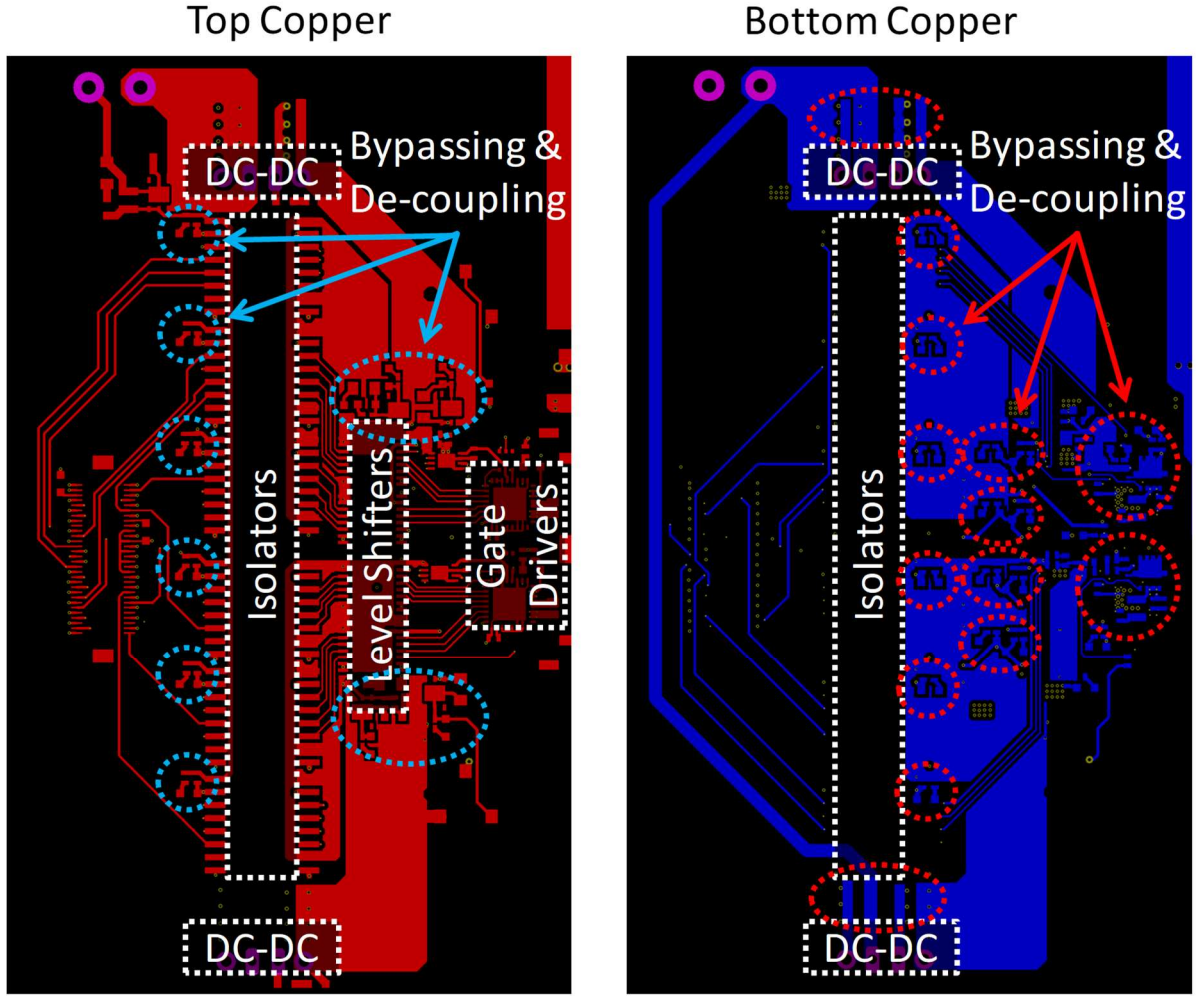 Top Copper
Bypassing &
De-coupling
DC-DC
Isolators
Level Shifters
Gate
Drivers
DC-DC
Bottom Copper
Bypassing &
De-coupling
DC-DC
Isolators
DC-DC